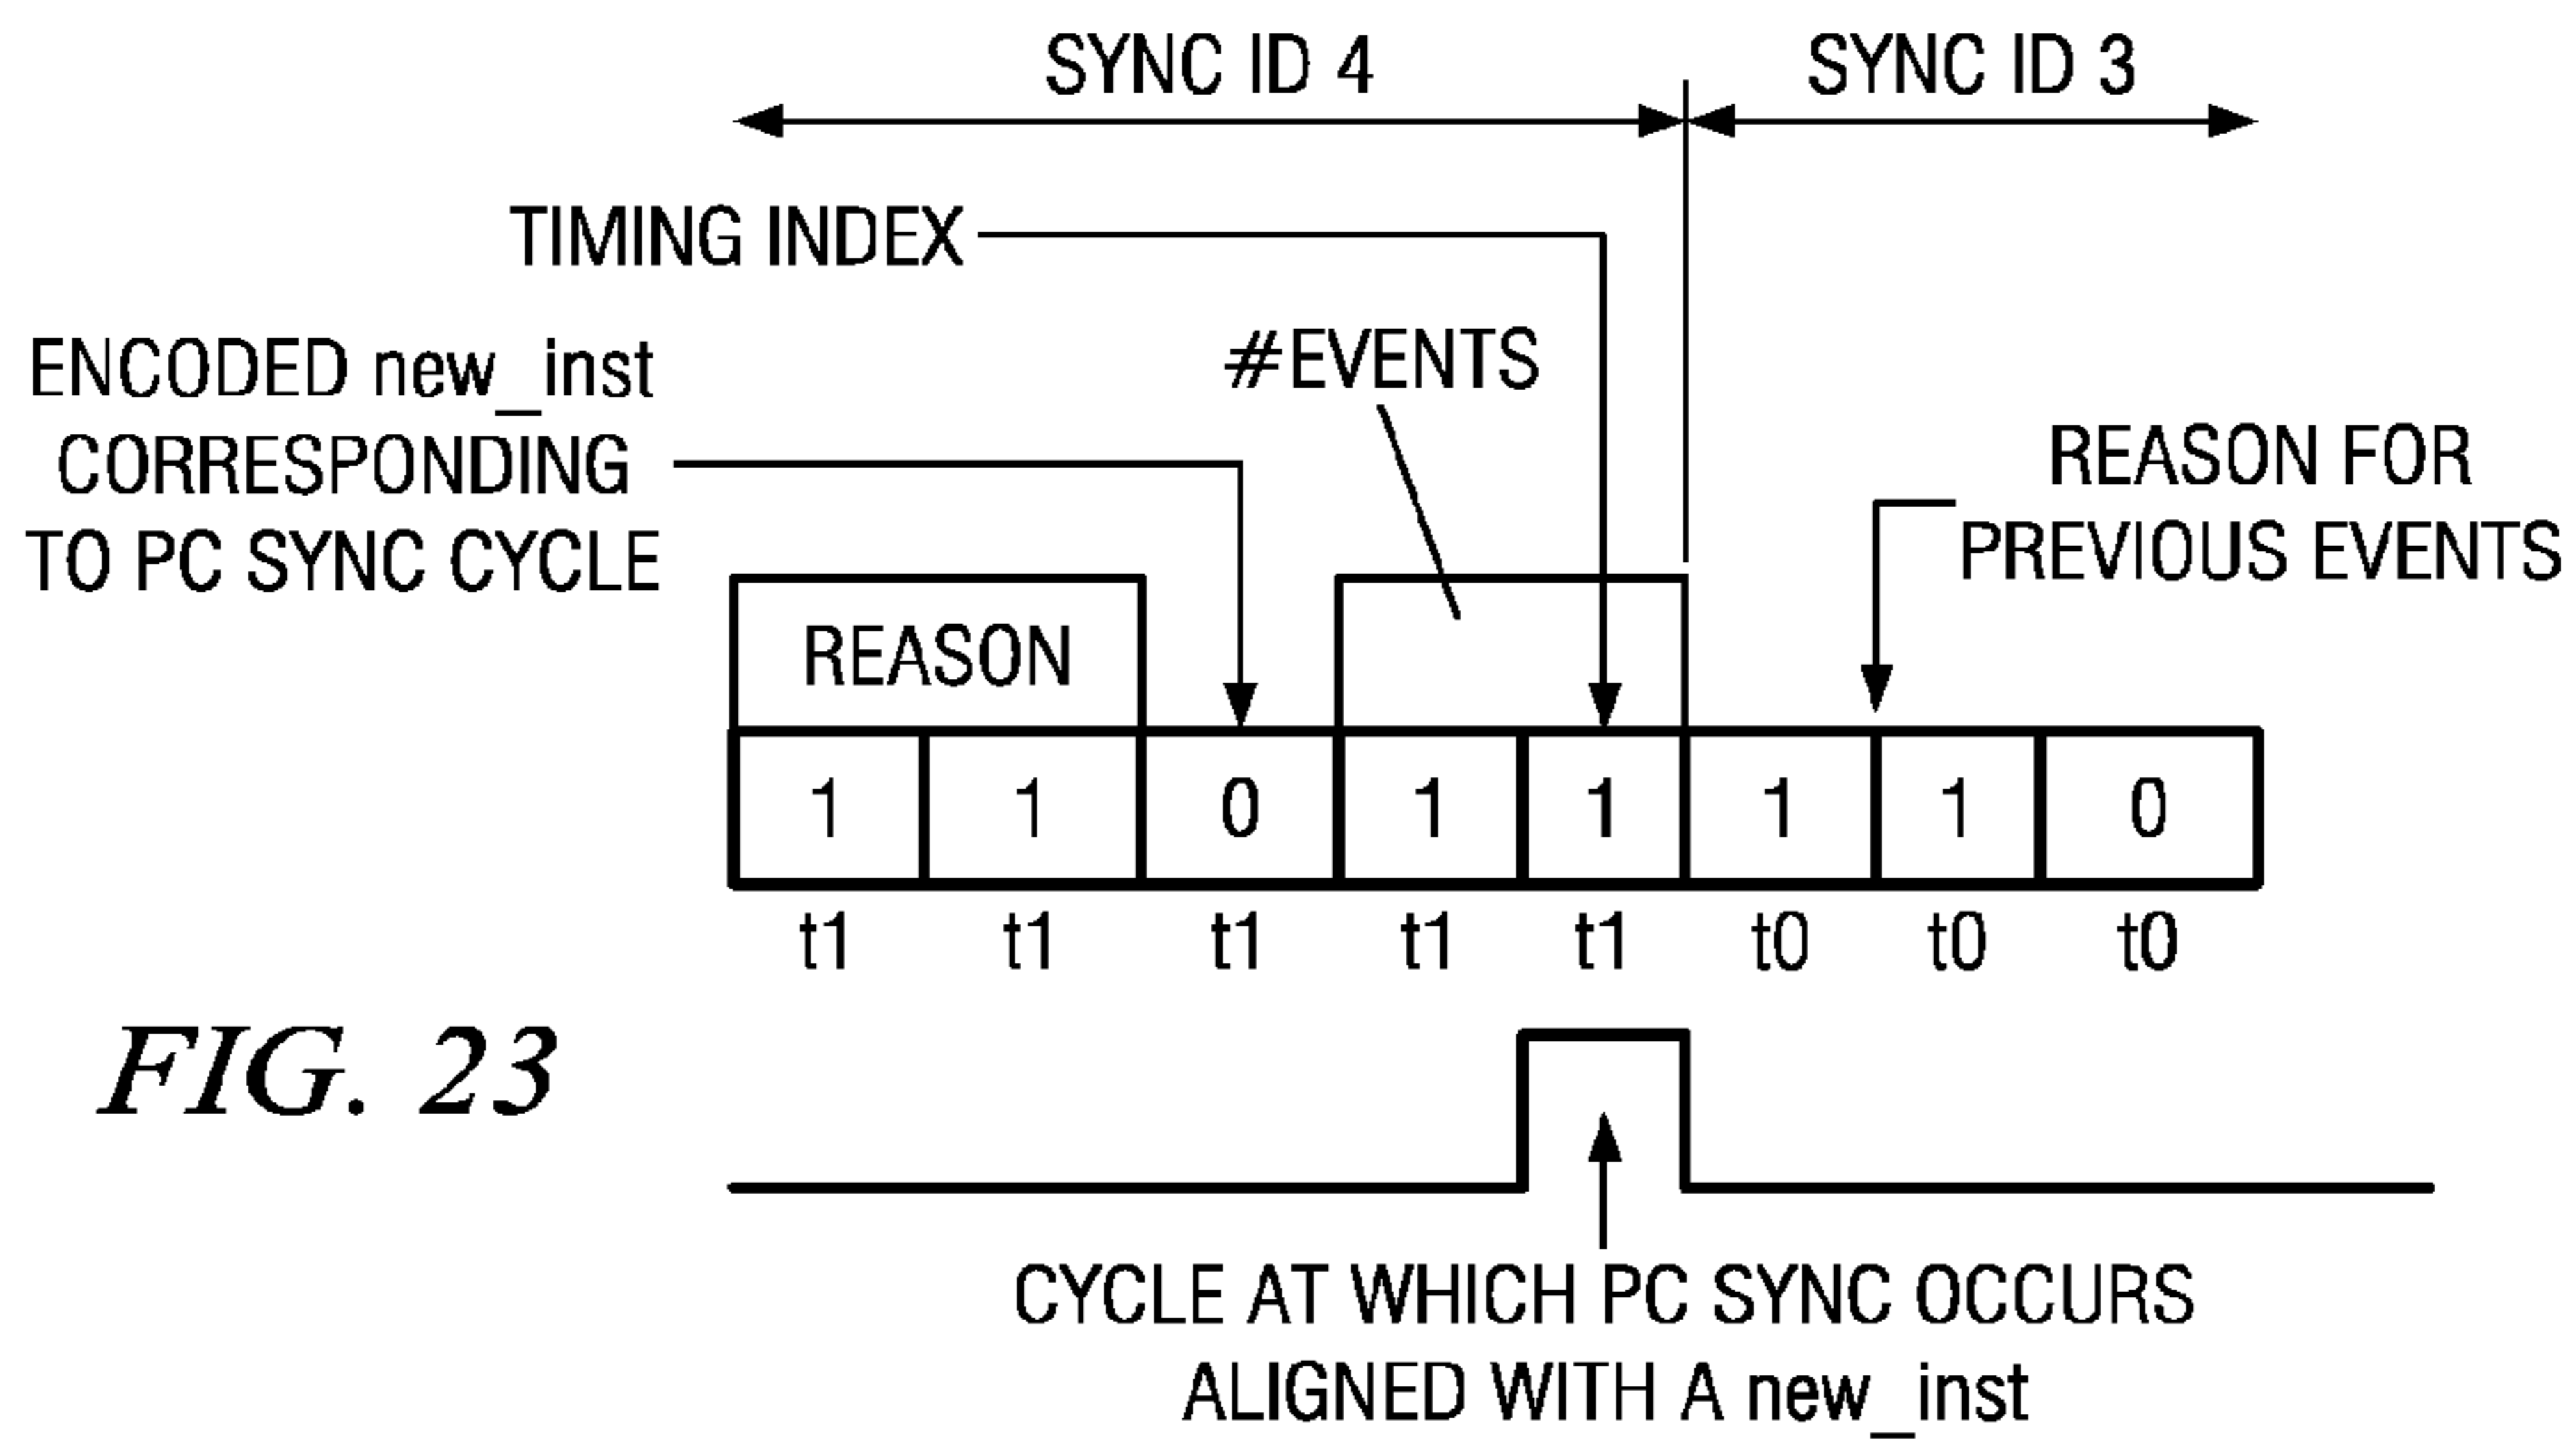 SYNC ID 4 SYNC ID 3
TIMING INDEX
ENCODED new_inst
CORRESPONDING
TO PC SYNC CYCLE
#EVENTS
REASON FOR
PREVIOUS EVENTS
REASON
1 1 0 1 1 1 1 0
t1 t1 t1 t1 t1 t0 t0 t0
FIG. 23
CYCLE AT WHICH PC SYNC OCCURS
ALIGNED WITH A new_inst